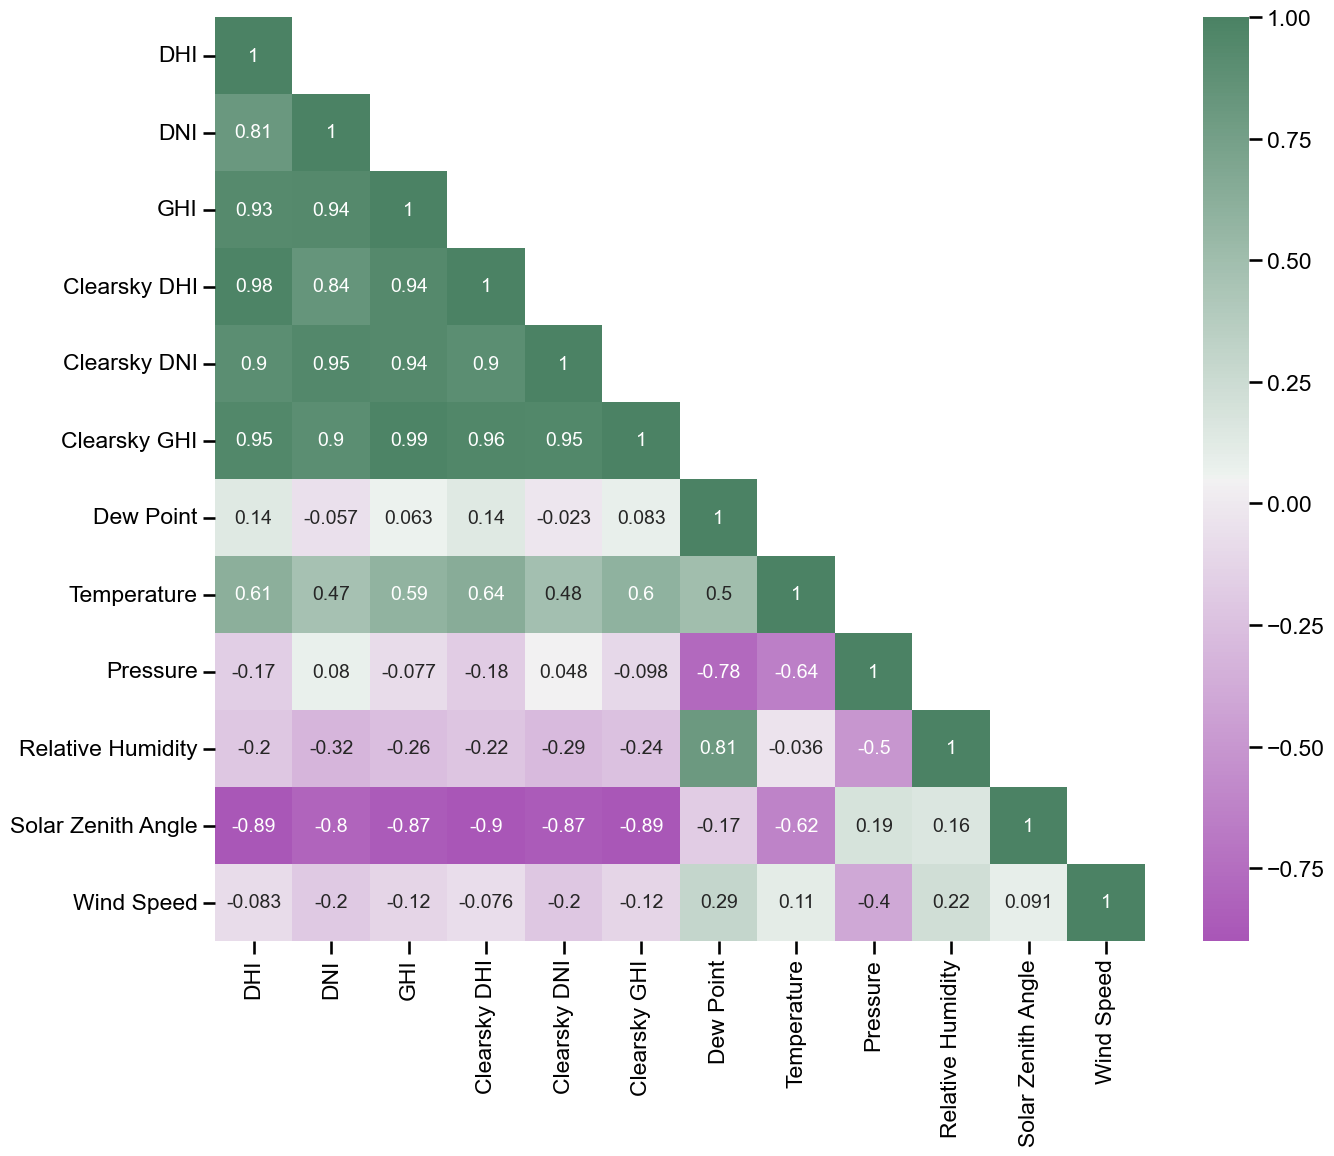 DHI 1
DNI 0.81 1
GHI 0.93 0.94 1
Clearsky DHI 0.98 0.84 0.94 1
Clearsky DNI 0.9 0.95 0.94 0.9 1
Clearsky GHI 0.95 0.9 0.99 0.96 0.95 1
Dew Point 0.14 -0.057 0.063 0.14 -0.023 0.083 1
Temperature 0.61 0.47 0.59 0.64 0.48 0.6 0.5 1
Pressure -0.17 0.08 -0.077 -0.18 0.048 -0.098 -0.78 -0.64 1
Relative Humidity -0.2 -0.32 -0.26 -0.22 -0.29 -0.24 0.81 -0.036 -0.5 1
Solar Zenith Angle -0.89 -0.8 -0.87 -0.9 -0.87 -0.89 -0.17 -0.62 0.19 0.16 1
Wind Speed -0.083 -0.2 -0.12 -0.076 -0.2 -0.12 0.29 0.11 -0.4 0.22 0.091 1
DHI
DNI
GHI
Clearsky DHI
Clearsky DNI
Clearsky GHI
Dew Point
Temperature
Pressure
Relative Humidity
Solar Zenith Angle
Wind Speed
1.00
0.75
0.50
0.25
0.00
−0.25
−0.50
−0.75